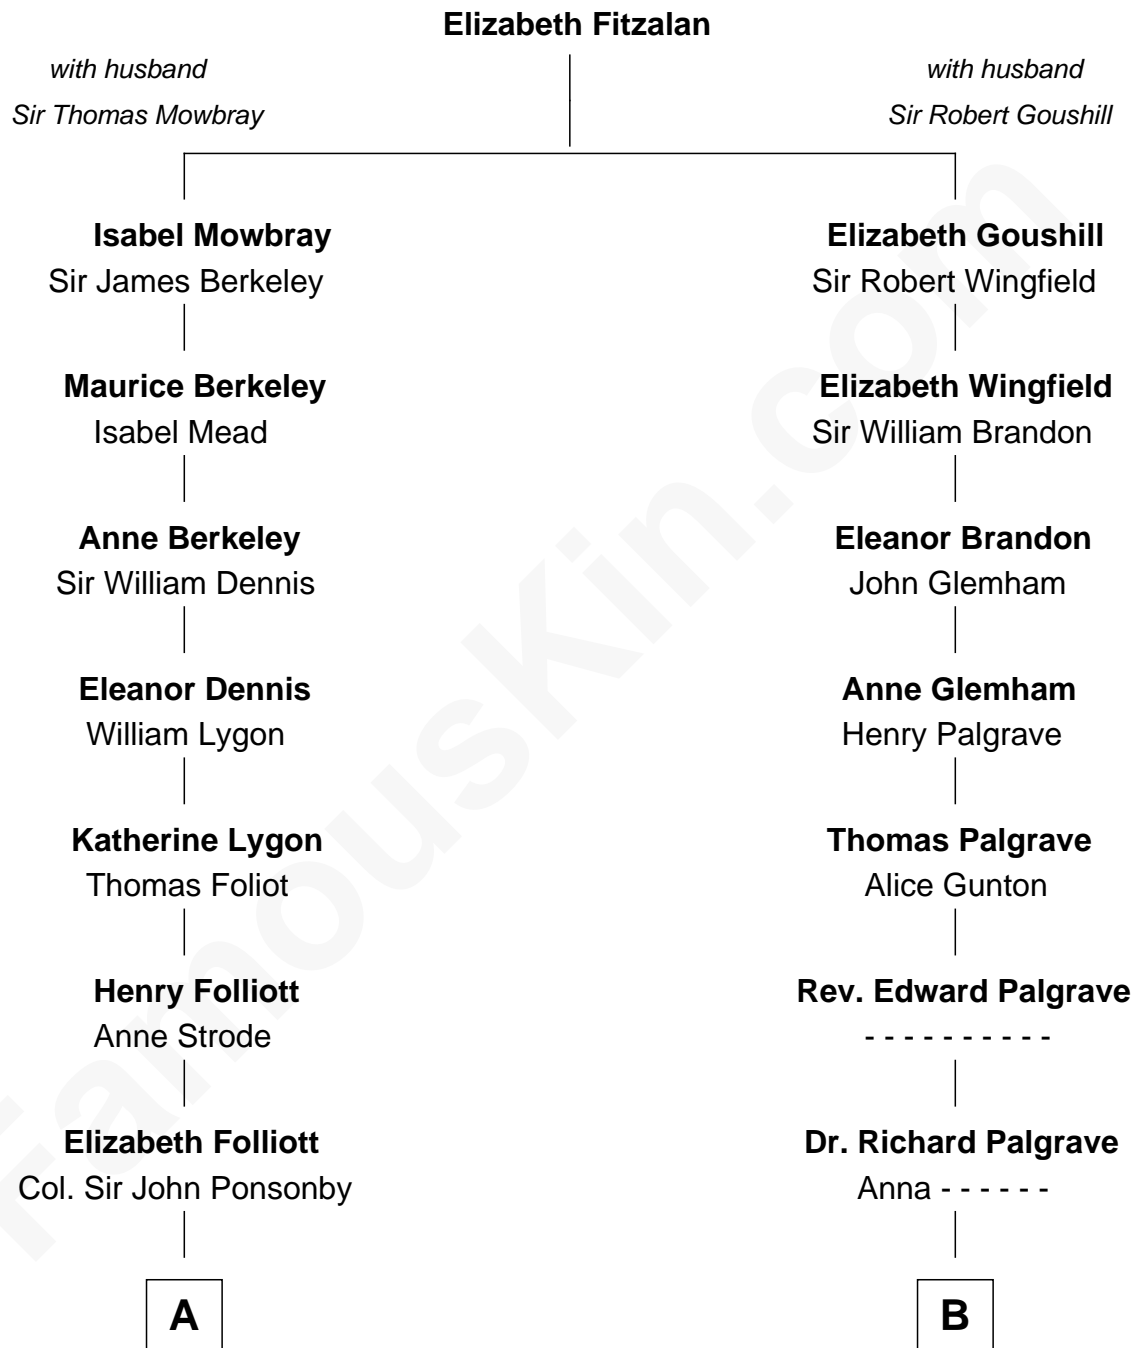 Elizabeth Fitzalan
with husband
Sir Thomas Mowbray
with husband
Sir Robert Goushill
Isabel Mowbray
Sir James Berkeley
Elizabeth Goushill
Sir Robert Wingfield
Maurice Berkeley
Isabel Mead
Elizabeth Wingfield
Sir William Brandon
Anne Berkeley
Sir William Dennis
Eleanor Brandon
John Glemham
Eleanor Dennis
William Lygon
Anne Glemham
Henry Palgrave
Katherine Lygon
Thomas Foliot
Thomas Palgrave
Alice Gunton
Henry Folliott
Anne Strode
Rev. Edward Palgrave
- - - - - - - - - -
Elizabeth Folliott
Col. Sir John Ponsonby
Dr. Richard Palgrave
Anna - - - - - -
A
B
FamousKin.com